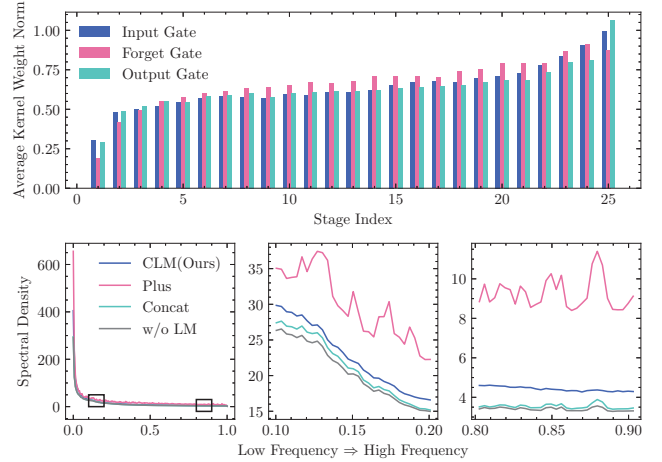 Average Kernel Weight Norm
1.00
0.75
0.50
0.25
0.00
Input Gate
Forget Gate
Output Gate
0 5 10 15 20 25
Stage Index
Spectral Density
600
400
200
0
CLM(Ours)
Plus
Concat
w/o LM
0.0 0.5 1.0
35
30
25
20
15
0.10 0.15 0.20
10
8
6
4
0.80 0.85 0.90
Low Frequency ⇒ High Frequency